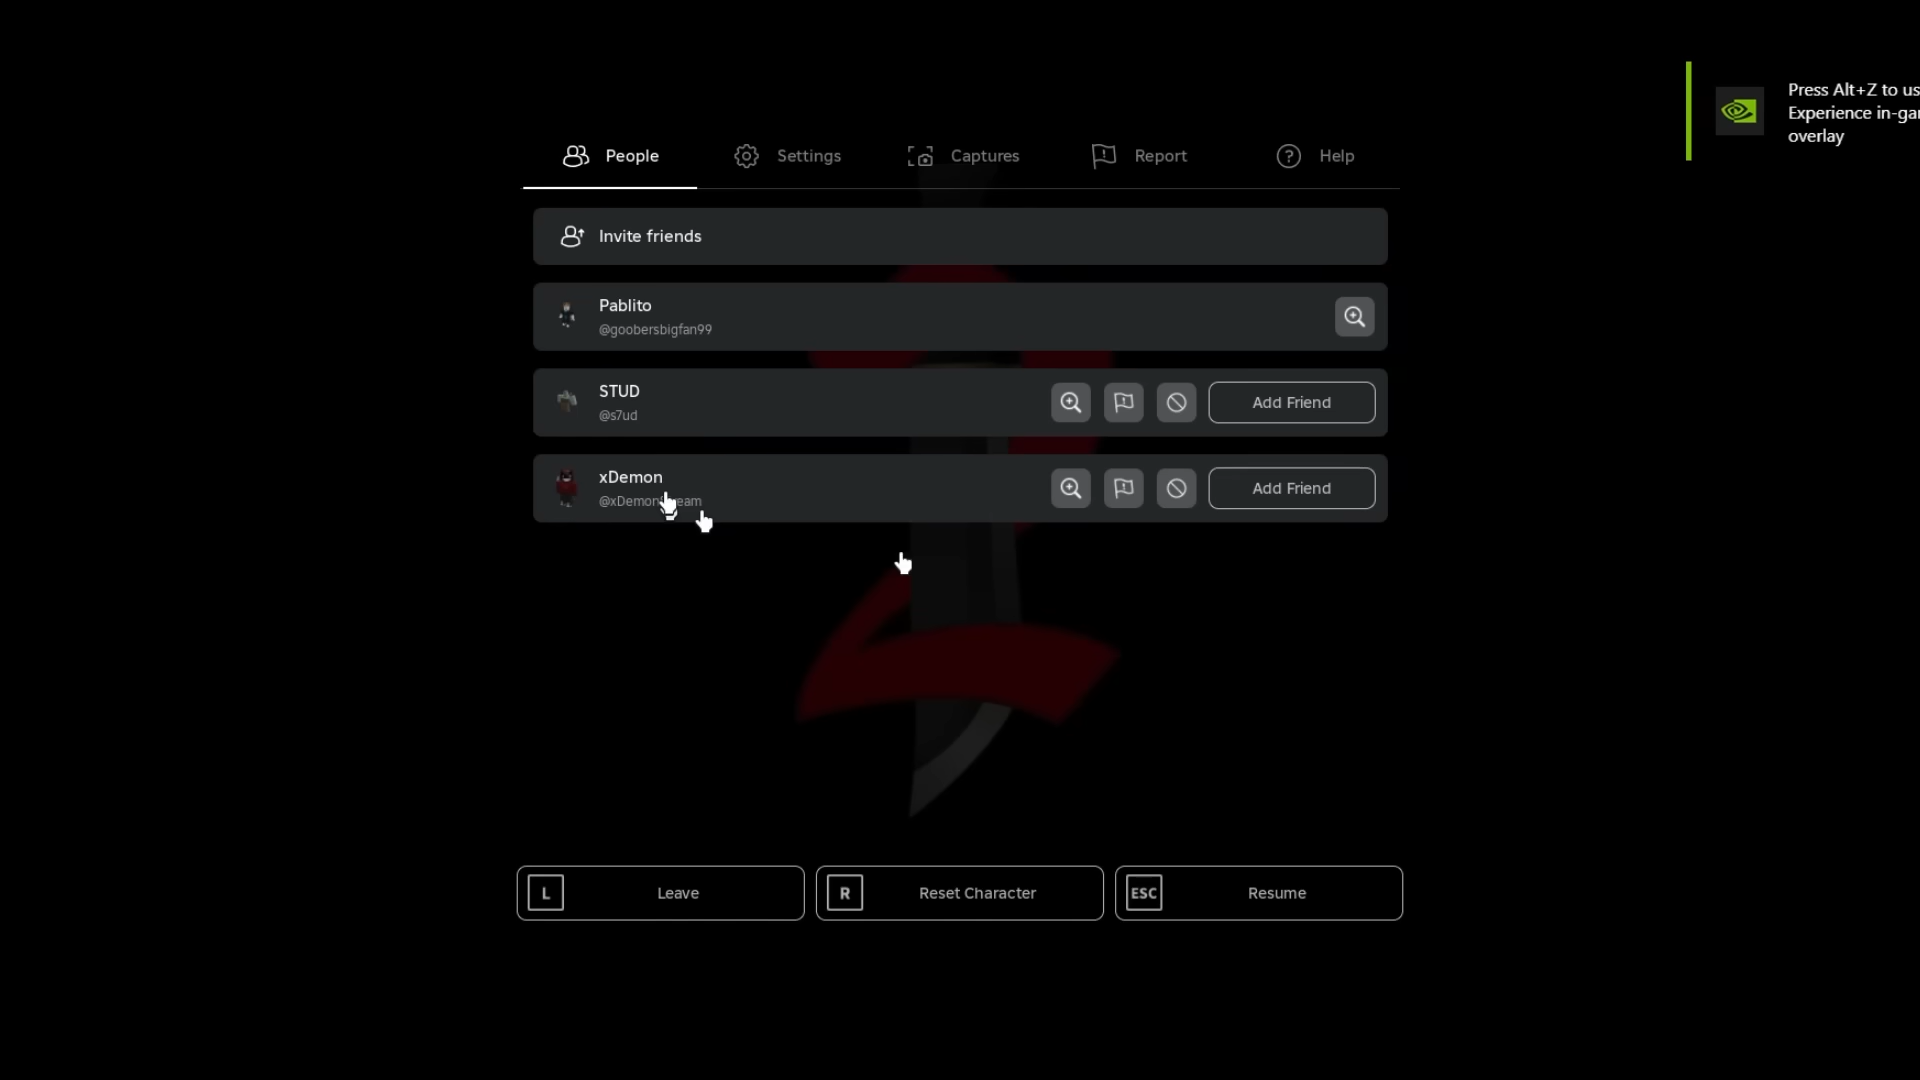 Press Alt+Z to us
Experience in-gar
overlay
People
Settings
Captures
Report
Help
Invite friends
Pablito
@goobersbigfan99
STUD
@s7ud
Add Friend
xDemon
Add Friend
L
Leave
R
Reset Character
ESC
Resume